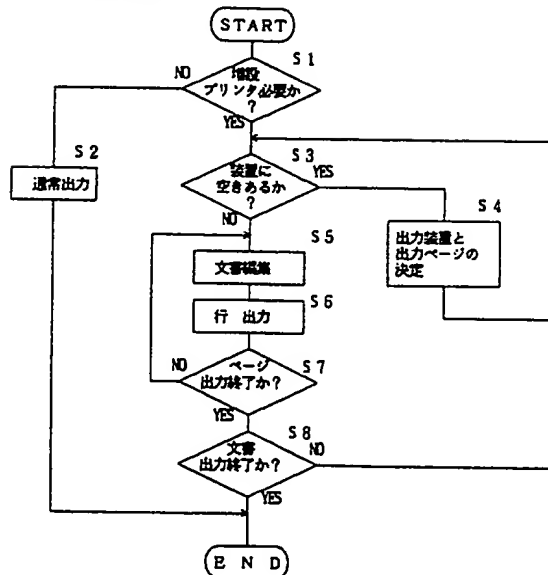 START
S1
NO
増設
プリンタ必要か
?
YES
S2
通常出力
S3
装置に
空きあるか
?
YES
NO
S4
出力装置と
出力ページの
決定
S5
文書編集
S6
行 出力
NO
S7
ページ
出力終了か?
YES
S8
文書
出力終了か?
NO
YES
END